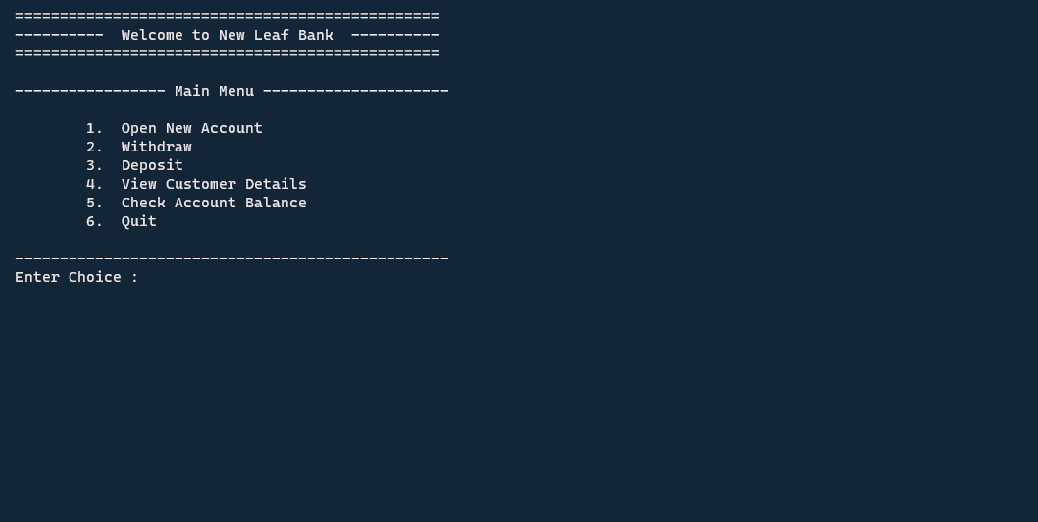 ================================================
----------  Welcome to New Leaf Bank  ----------
================================================
----------------- Main Menu ---------------------
1.  Open New Account
2.  Withdraw
3.  Deposit
4.  View Customer Details
5.  Check Account Balance
6.  Quit
-------------------------------------------------
Enter Choice :